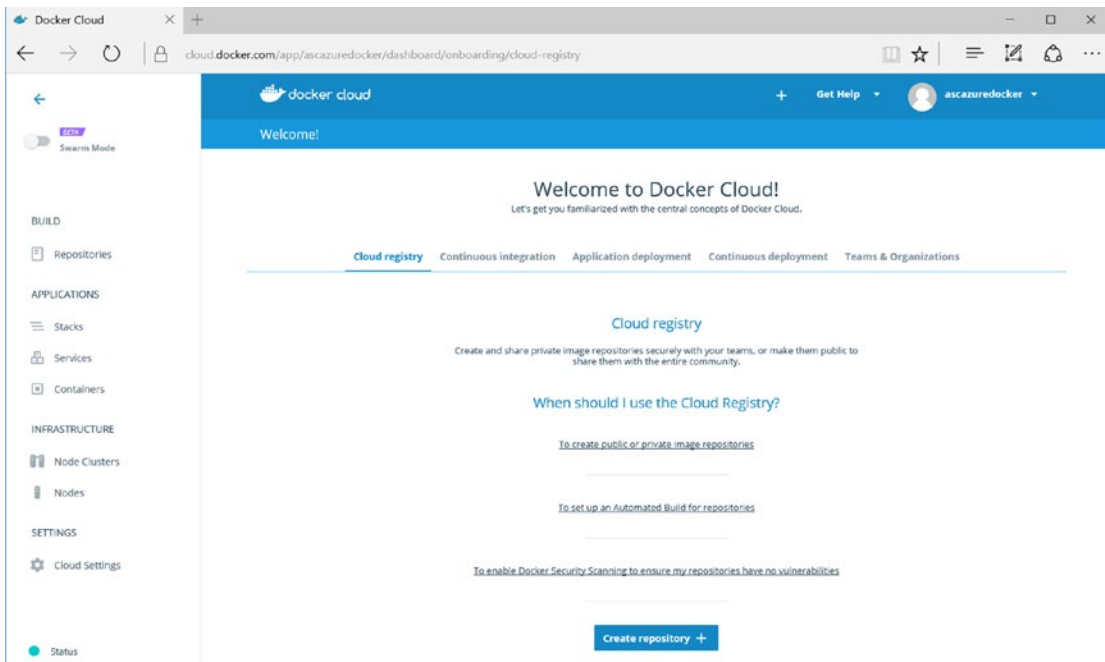 Docker Cloud
cloud.docker.com/app/ascazuredocker/dashboard/onboarding/cloud-registry
docker cloud
Get Help
ascazuredocker
BETA
Swarm Mode
Welcome!
BUILD
Repositories
APPLICATIONS
Stacks
Services
Containers
INFRASTRUCTURE
Node Clusters
Nodes
SETTINGS
Cloud Settings
Status
Welcome to Docker Cloud!
Let's get you familiarized with the central concepts of Docker Cloud.
Cloud registry Continuous integration Application deployment Continuous deployment Teams & Organizations
Cloud registry
Create and share private image repositories securely with your teams, or make them public to
share them with the entire community.
When should I use the Cloud Registry?
To create public or private image repositories
To set up an Automated Build for repositories
To enable Docker Security Scanning to ensure my repositories have no vulnerabilities
Create repository +